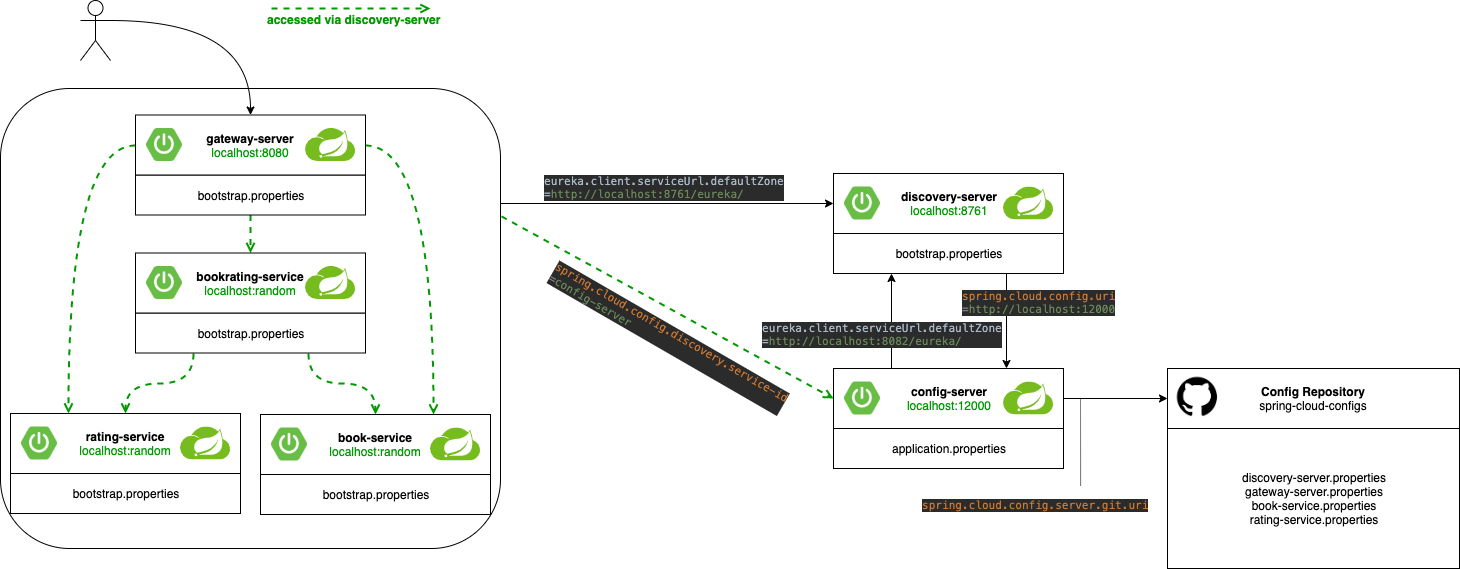 accessed via discovery-server
gateway-server
localhost:8080
bootstrap.properties
bookrating-service
localhost:random
bootstrap.properties
rating-service
localhost:random
bootstrap.properties
book-service
localhost:random
bootstrap.properties
eureka.client.serviceUrl.defaultZone
=http://localhost:8761/eureka/
discovery-server
localhost:8761
bootstrap.properties
spring.cloud.config.discovery.service-id
=config-server
spring.cloud.config.uri
=http://localhost:12000
eureka.client.serviceUrl.defaultZone
=http://localhost:8082/eureka/
config-server
localhost:12000
application.properties
spring.cloud.config.server.git.uri
Config Repository
spring-cloud-configs
discovery-server.properties
gateway-server.properties
book-service.properties
rating-service.properties